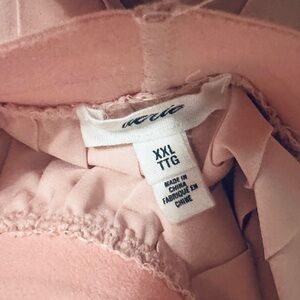 aerie
XXL
TTG
MADE IN
CHINA
FABRIQUÉ EN
CHINE